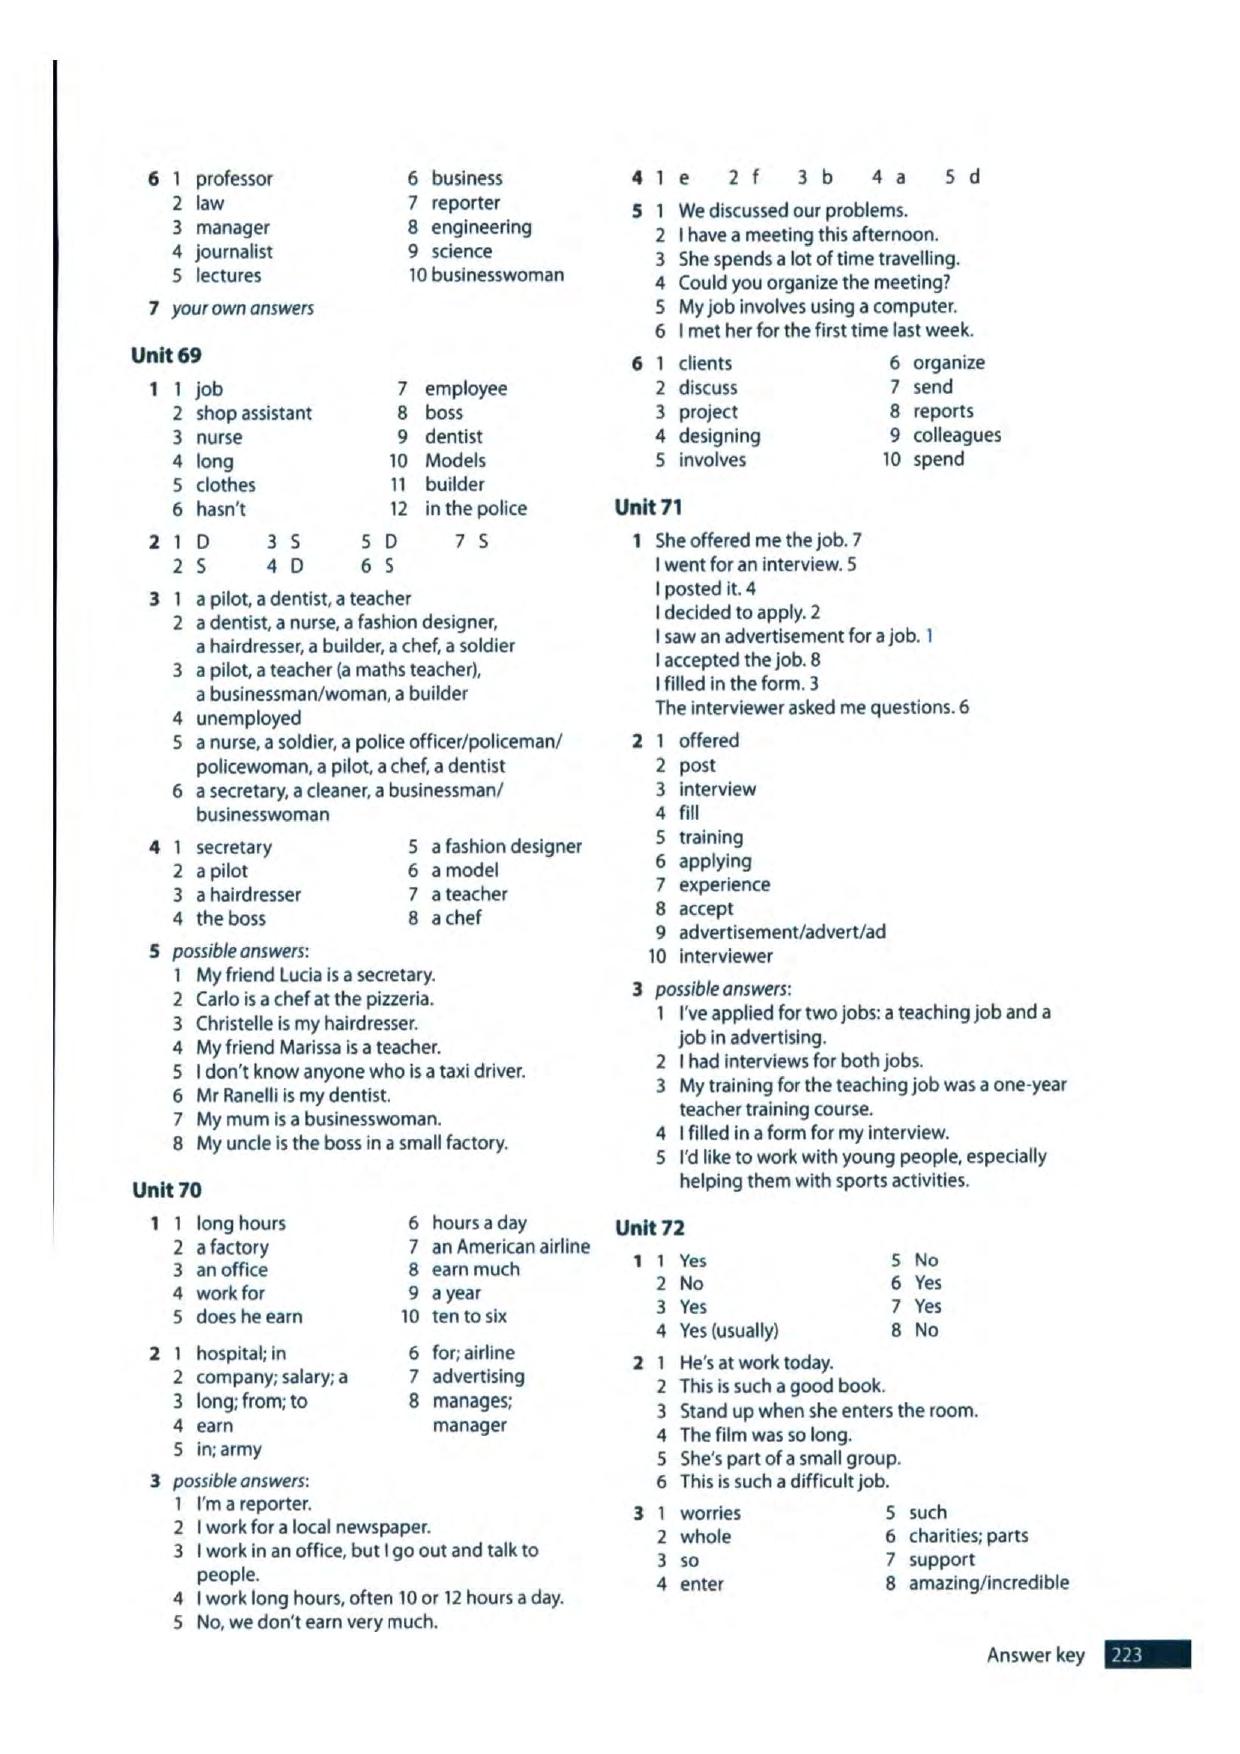 6 1 professor 6 business
2 law 7 reporter
3 manager 8 engineering
4 journalist 9 science
5 lectures 10 businesswoman
7 your own answers
Unit 69
1 1 job 7 employee
2 shop assistant 8 boss
3 nurse 9 dentist
4 long 10 Models
5 clothes 11 builder
6 hasn't 12 in the police
2 1 D 3 S 5 D 7 S
2 S 4 D 6 S
3 1 a pilot, a dentist, a teacher
2 a dentist, a nurse, a fashion designer,
a hairdresser, a builder, a chef, a soldier
3 a pilot, a teacher (a maths teacher),
a businessman/woman, a builder
4 unemployed
5 a nurse, a soldier, a police officer/policeman/
policewoman, a pilot, a chef, a dentist
6 a secretary, a cleaner, a businessman/
businesswoman
4 1 secretary 5 a fashion designer
2 a pilot 6 a model
3 a hairdresser 7 a teacher
4 the boss 8 a chef
5 possible answers:
1 My friend Lucia is a secretary.
2 Carlo is a chef at the pizzeria.
3 Christelle is my hairdresser.
4 My friend Marissa is a teacher.
5 I don't know anyone who is a taxi driver.
6 Mr Ranelli is my dentist.
7 My mum is a businesswoman.
8 My uncle is the boss in a small factory.
Unit 70
1 1 long hours 6 hours a day
2 a factory 7 an American airline
3 an office 8 earn much
4 work for 9 a year
5 does he earn 10 ten to six
2 1 hospital; in 6 for; airline
2 company; salary; a 7 advertising
3 long; from; to 8 manages;
4 earn manager
5 in; army
3 possible answers:
1 I'm a reporter.
2 I work for a local newspaper.
3 I work in an office, but I go out and talk to
people.
4 I work long hours, often 10 or 12 hours a day.
5 No, we don't earn very much.
4 1 e 2 f 3 b 4 a 5 d
5 1 We discussed our problems.
2 I have a meeting this afternoon.
3 She spends a lot of time travelling.
4 Could you organize the meeting?
5 My job involves using a computer.
6 I met her for the first time last week.
6 1 clients 6 organize
2 discuss 7 send
3 project 8 reports
4 designing 9 colleagues
5 involves 10 spend
Unit 71
1 She offered me the job. 7
I went for an interview. 5
I posted it. 4
I decided to apply. 2
I saw an advertisement for a job. 1
I accepted the job. 8
I filled in the form. 3
The interviewer asked me questions. 6
2 1 offered
2 post
3 interview
4 fill
5 training
6 applying
7 experience
8 accept
9 advertisement/advert/ad
10 interviewer
3 possible answers:
1 I've applied for two jobs: a teaching job and a
job in advertising.
2 I had interviews for both jobs.
3 My training for the teaching job was a one-year
teacher training course.
4 I filled in a form for my interview.
5 I'd like to work with young people, especially
helping them with sports activities.
Unit 72
1 1 Yes 5 No
2 No 6 Yes
3 Yes 7 Yes
4 Yes (usually) 8 No
2 1 He's at work today.
2 This is such a good book.
3 Stand up when she enters the room.
4 The film was so long.
5 She's part of a small group.
6 This is such a difficult job.
3 1 worries 5 such
2 whole 6 charities; parts
3 so 7 support
4 enter 8 amazing/incredible
Answer key 223